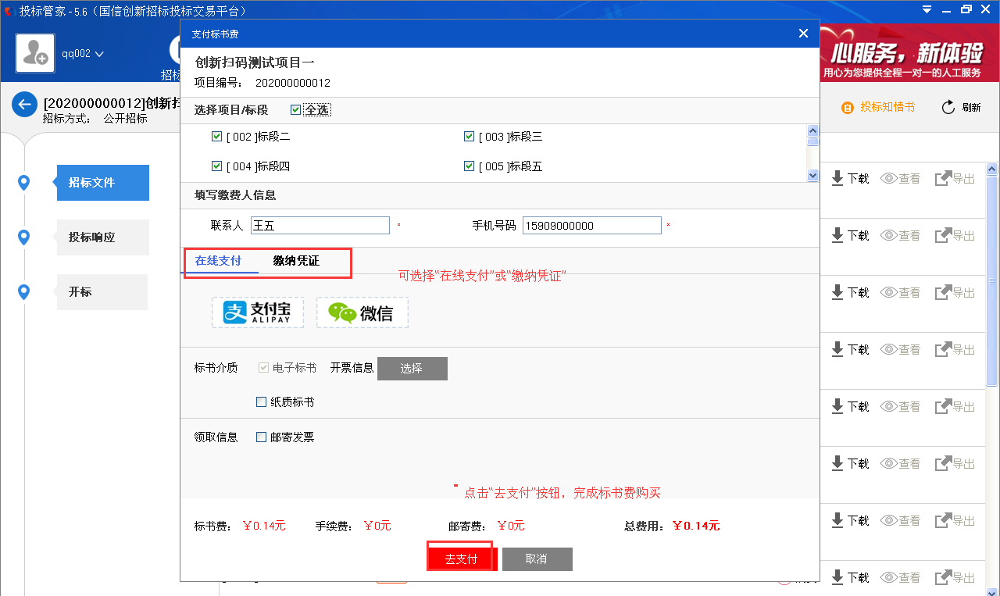 投标管家 - 5.6（国信创新招标投标交易平台）
qq002
招标
心服务，新体验
用心为您提供全程一对一的人工服务
[202000000012]创新扫
招标方式： 公开招标
投标知情书 刷新
招标文件
投标响应
开标
支付标书费
创新扫码测试项目一
项目编号： 202000000012
选择项目/标段 全选
[ 002 ]标段二 [ 003 ]标段三
[ 004 ]标段四 [ 005 ]标段五
填写缴费人信息
联系人 王五 * 手机号码 15909000000 *
在线支付 缴纳凭证
可选择“在线支付”或“缴纳凭证”
支付宝 ALIPAY 微信
标书介质 电子标书 开票信息 选择
纸质标书
领取信息 邮寄发票
点击“去支付”按钮，完成标书费购买
标书费： ￥0.14元 手续费： ￥0元 邮寄费： ￥0元 总费用： ￥0.14元
去支付 取消
下载 查看 导出
下载 查看 导出
下载 查看 导出
下载 查看 导出
下载 查看 导出
下载 查看 导出
下载 查看 导出
下载 查看 导出